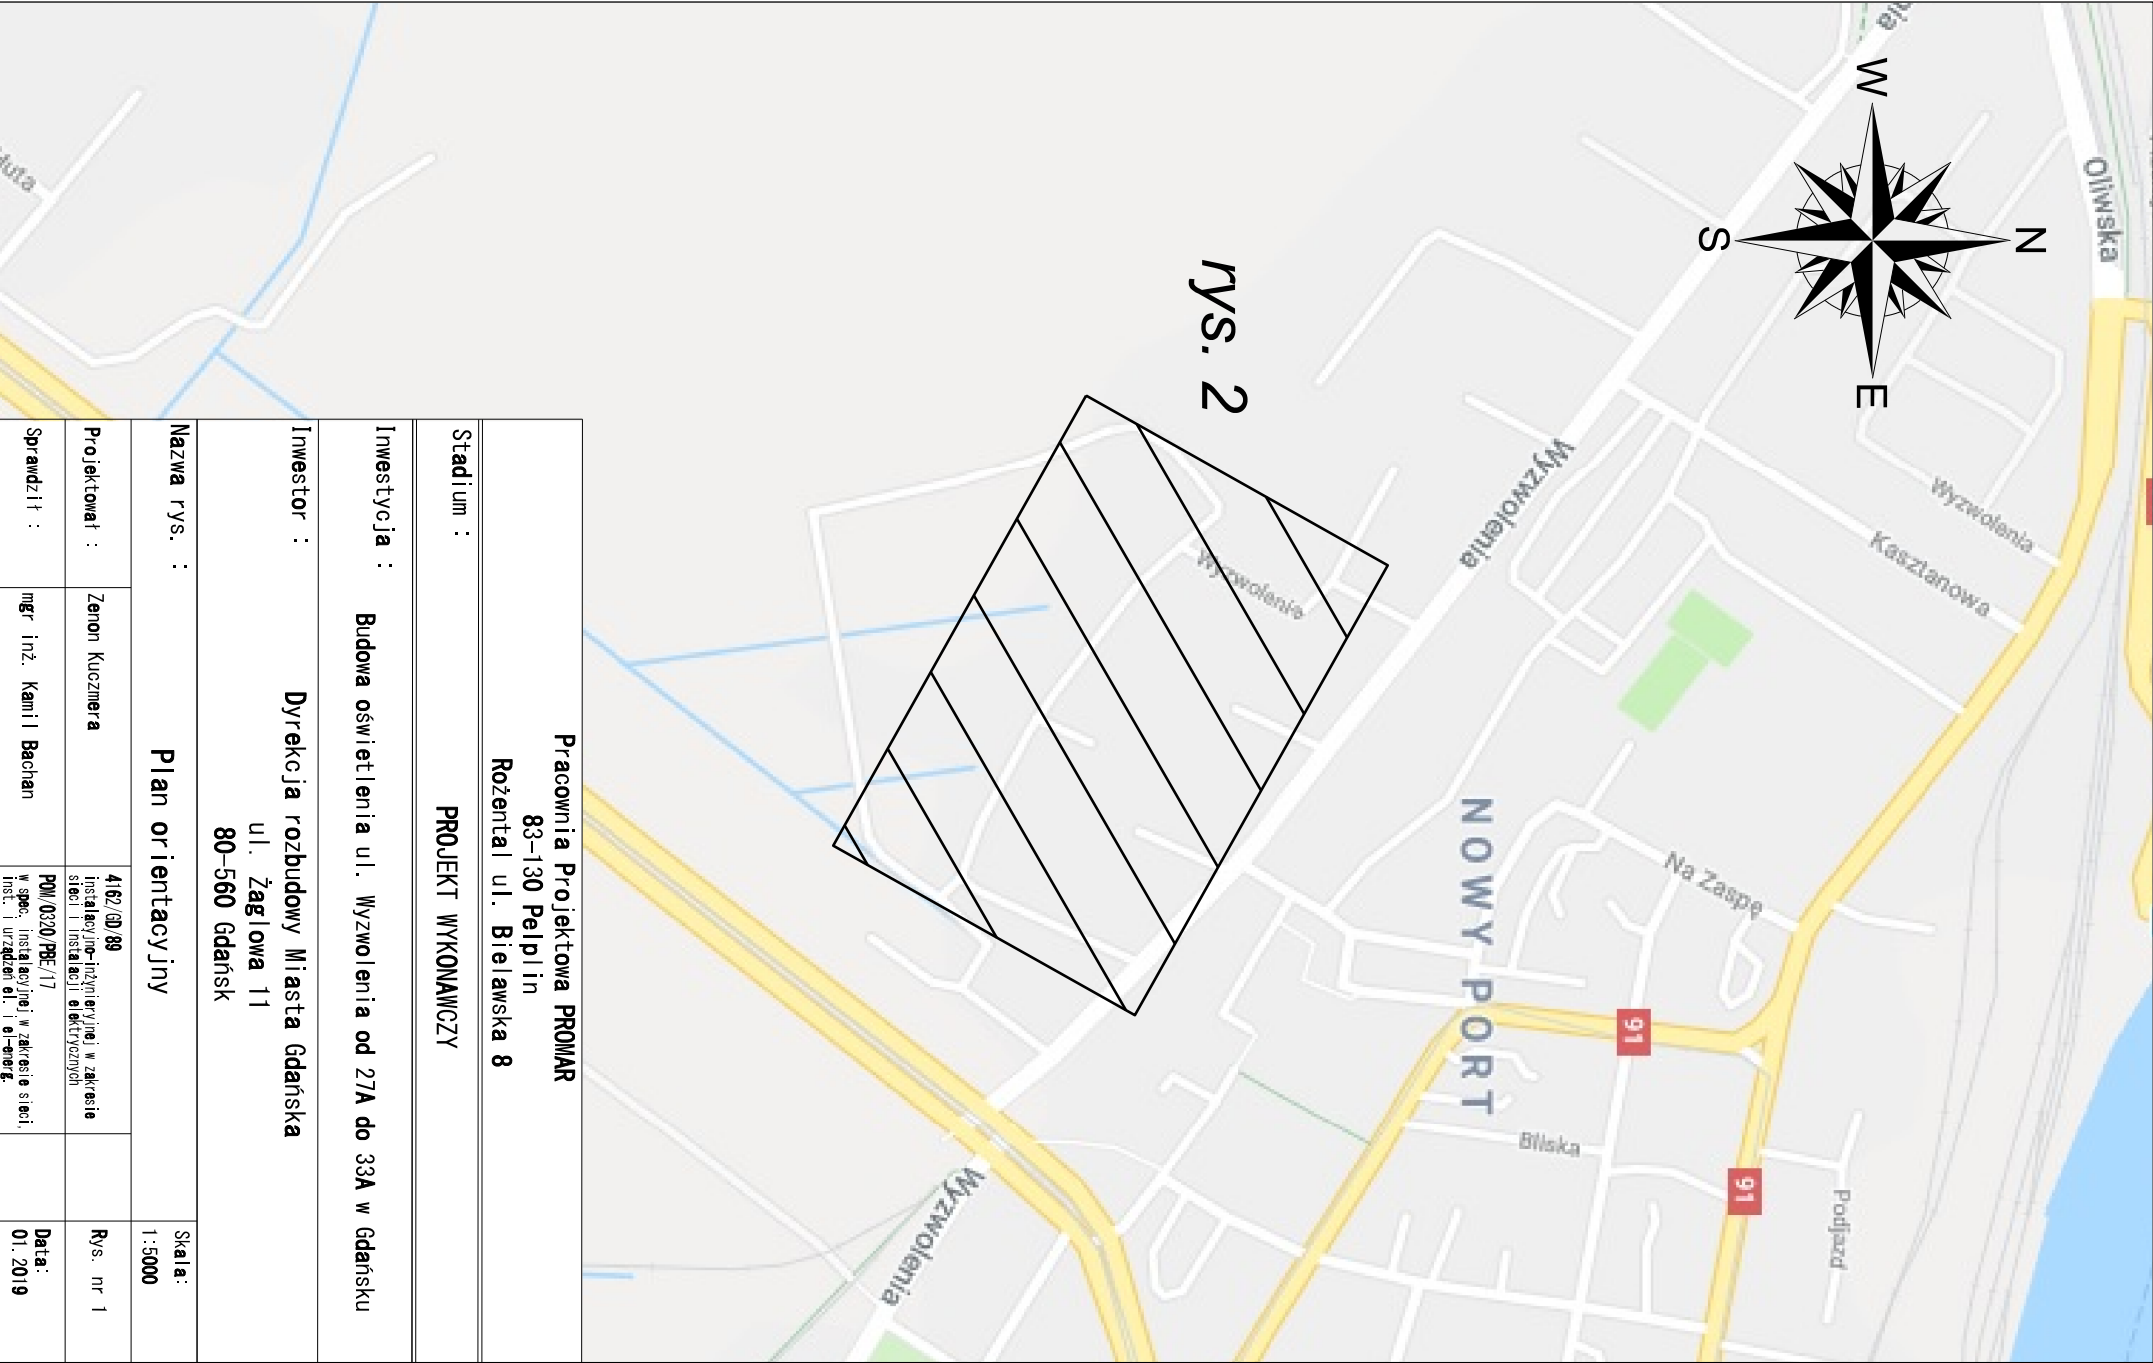 Oliwska
W
N
S
E
rys. 2
Wyzwolenia
Wyzwolenia
Kasztanowa
Wyzwolenia
Na Zaspę
NOWY PORT
91
91
Bliska
Podjazd
Wyzwolenia
Pracownia Projektowa PROMAR
83-130 Pelplin
Rożental ul. Bielawska 8
Stadium : PROJEKT WYKONAWCZY
Inwestycja : Budowa oświetlenia ul. Wyzwolenia od 27A do 33A w Gdańsku
Inwestor : Dyrekcja rozbudowy Miasta Gdańska
ul. Żaglowa 11
80-560 Gdańsk
Nazwa rys. : Plan orientacyjny
Skala:
1:5000
Projektował : Zenon Kuczmera
4162/GD/89
instalacyjno-inżynieryjnej w zakresie
sieci i instalacji elektrycznych
Rys. nr 1
Sprawdził : mgr inż. Kamil Bachan
POM/0320/PBE/17
w spec. instalacyjnej w zakresie sieci,
inst. i urządzeń el. i el-energ.
Data:
01.2019